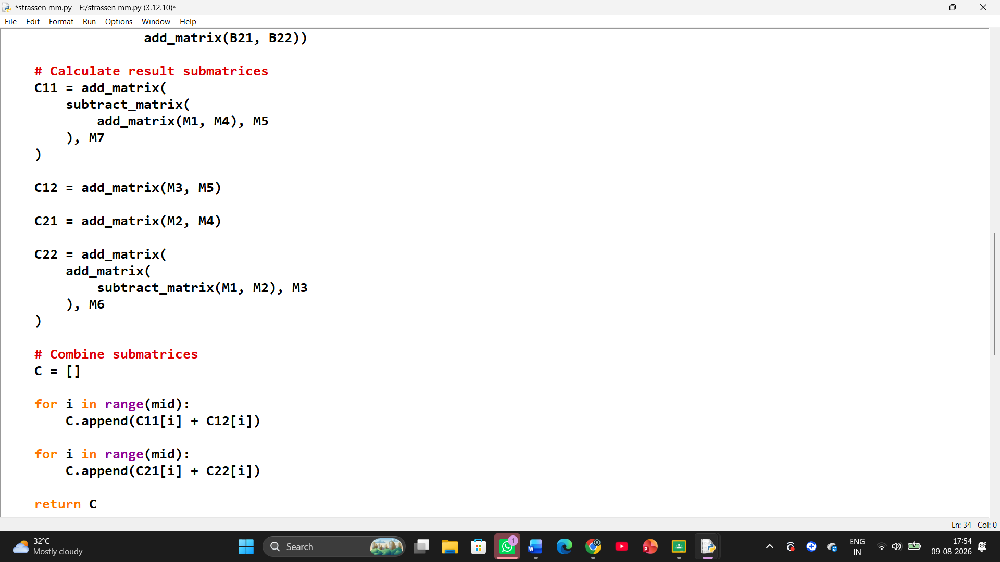 *strassen mm.py - E:/strassen mm.py (3.12.10)*
File Edit Format Run Options Window Help
add_matrix(B21, B22))
# Calculate result submatrices
C11 = add_matrix(
subtract_matrix(
add_matrix(M1, M4), M5
), M7
)
C12 = add_matrix(M3, M5)
C21 = add_matrix(M2, M4)
C22 = add_matrix(
add_matrix(
subtract_matrix(M1, M2), M3
), M6
)
# Combine submatrices
C = []
for i in range(mid):
C.append(C11[i] + C12[i])
for i in range(mid):
C.append(C21[i] + C22[i])
return C
Ln: 34 Col: 0
32°C
Mostly cloudy
Search
1
W
P
ENG
IN
17:54
09-08-2026